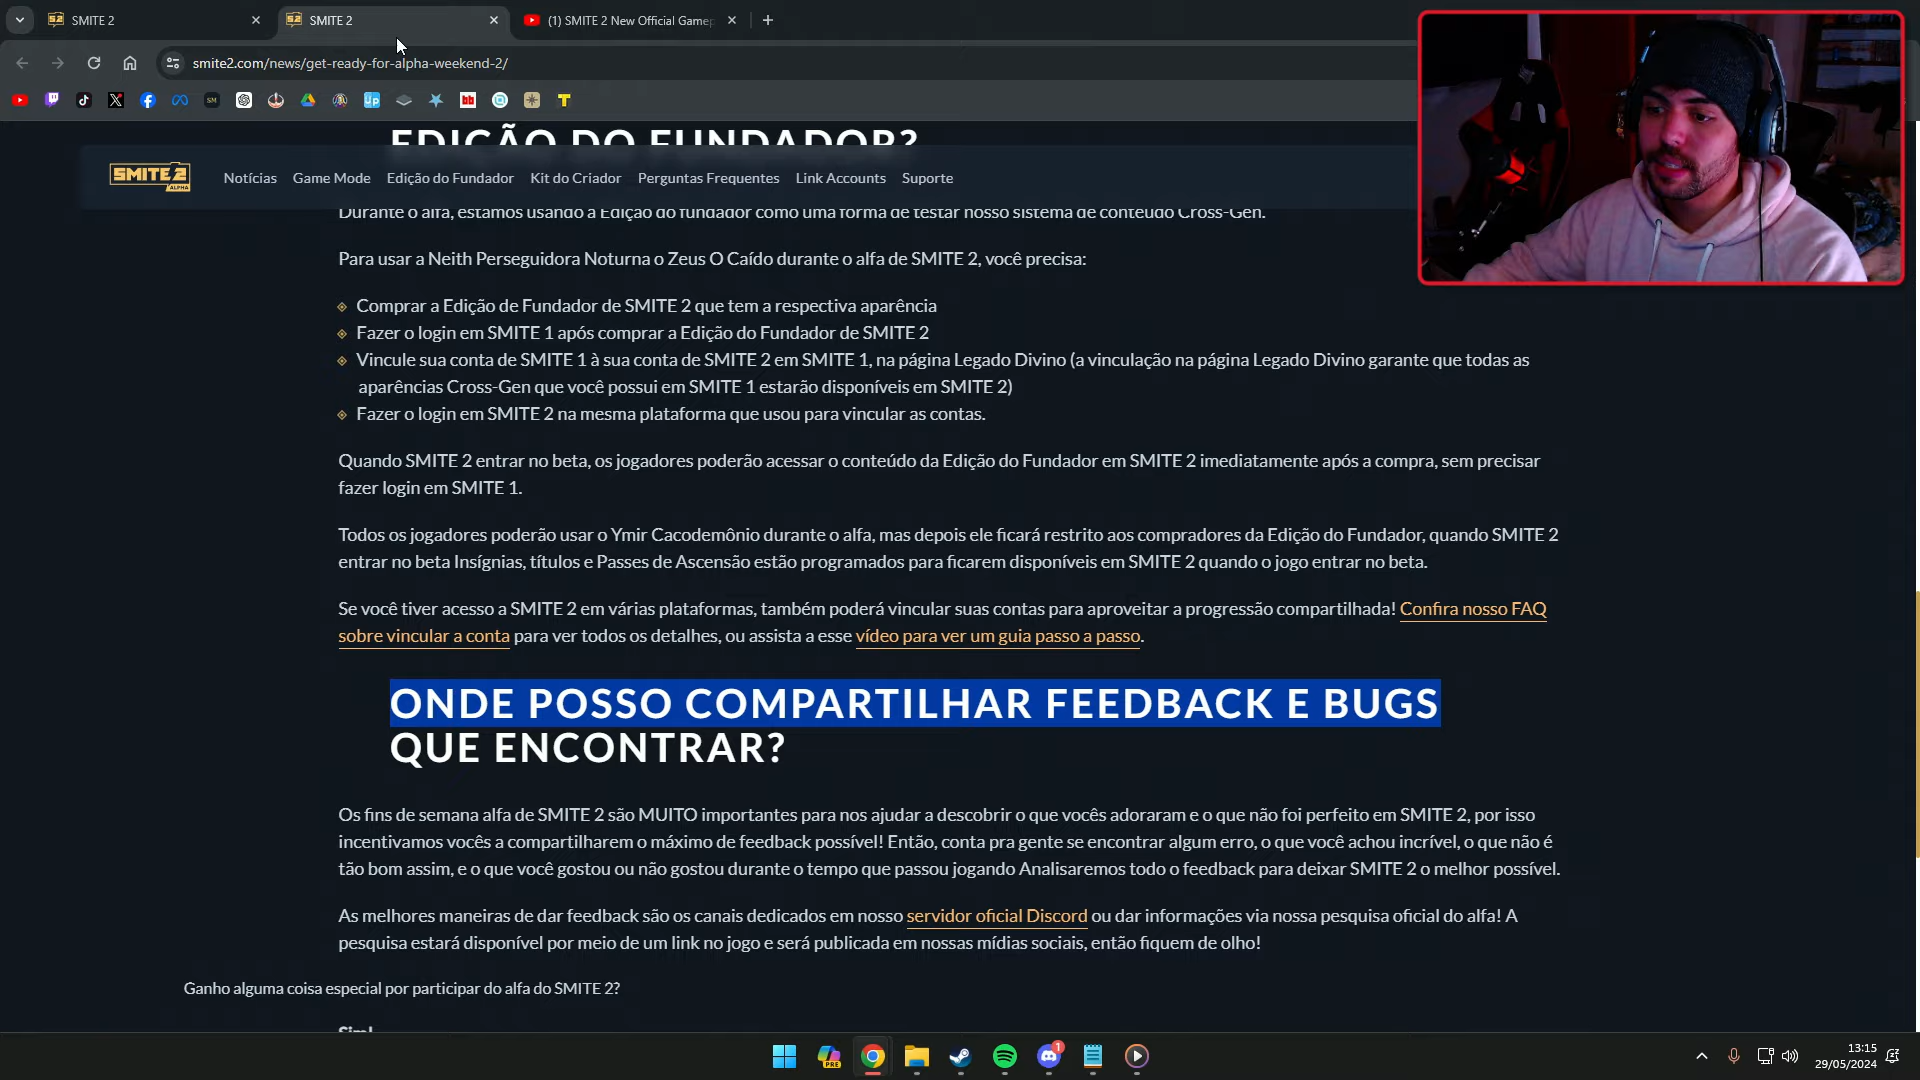 SMITE 2
SMITE 2
(1) SMITE 2 New Official Gamep
smite2.com/news/get-ready-for-alpha-weekend-2/
EDIÇÃO DO FUNDADOR?
SMITE 2
ALPHA
Notícias
Game Mode
Edição do Fundador
Kit do Criador
Perguntas Frequentes
Link Accounts
Suporte
Durante o alfa, estamos usando a Edição do fundador como uma forma de testar nosso sistema de conteúdo Cross-Gen.
Para usar a Neith Perseguidora Noturna o Zeus O Caído durante o alfa de SMITE 2, você precisa:
Comprar a Edição de Fundador de SMITE 2 que tem a respectiva aparência
Fazer o login em SMITE 1 após comprar a Edição do Fundador de SMITE 2
Vincule sua conta de SMITE 1 à sua conta de SMITE 2 em SMITE 1, na página Legado Divino (a vinculação na página Legado Divino garante que todas as
aparências Cross-Gen que você possui em SMITE 1 estarão disponíveis em SMITE 2)
Fazer o login em SMITE 2 na mesma plataforma que usou para vincular as contas.
Quando SMITE 2 entrar no beta, os jogadores poderão acessar o conteúdo da Edição do Fundador em SMITE 2 imediatamente após a compra, sem precisar
fazer login em SMITE 1.
Todos os jogadores poderão usar o Ymir Cacodemônio durante o alfa, mas depois ele ficará restrito aos compradores da Edição do Fundador, quando SMITE 2
entrar no beta Insígnias, títulos e Passes de Ascensão estão programados para ficarem disponíveis em SMITE 2 quando o jogo entrar no beta.
Se você tiver acesso a SMITE 2 em várias plataformas, também poderá vincular suas contas para aproveitar a progressão compartilhada! Confira nosso FAQ
sobre vincular a conta para ver todos os detalhes, ou assista a esse vídeo para ver um guia passo a passo.
ONDE POSSO COMPARTILHAR FEEDBACK E BUGS
QUE ENCONTRAR?
Os fins de semana alfa de SMITE 2 são MUITO importantes para nos ajudar a descobrir o que vocês adoraram e o que não foi perfeito em SMITE 2, por isso
incentivamos vocês a compartilharem o máximo de feedback possível! Então, conta pra gente se encontrar algum erro, o que você achou incrível, o que não é
tão bom assim, e o que você gostou ou não gostou durante o tempo que passou jogando Analisaremos todo o feedback para deixar SMITE 2 o melhor possível.
As melhores maneiras de dar feedback são os canais dedicados em nosso servidor oficial Discord ou dar informações via nossa pesquisa oficial do alfa! A
pesquisa estará disponível por meio de um link no jogo e será publicada em nossas mídias sociais, então fiquem de olho!
Ganho alguma coisa especial por participar do alfa do SMITE 2?
Sim!
13:15
29/05/2024